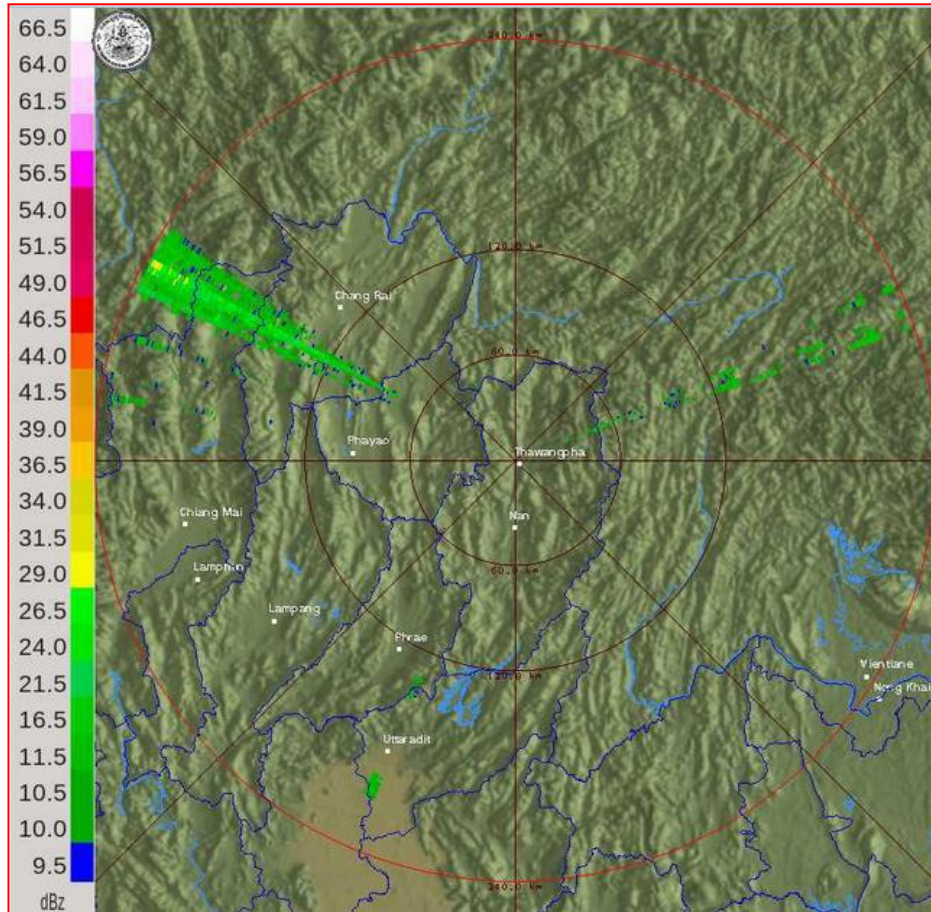 66.5
64.0
61.5
59.0
56.5
54.0
51.5
49.0
46.5
44.0
41.5
39.0
36.5
34.0
31.5
29.0
26.5
24.0
21.5
16.5
11.5
10.5
10.0
9.5
dBz
240.0 km
120.0 km
Chang Rai
60.0 km
Phayao
Thawangpha
Chiang Mai
Nan
Lamphun
60.0 km
Lampang
Phrae
120.0 km
Vientiane
Nong Khai
Uttaradit
240.0 km